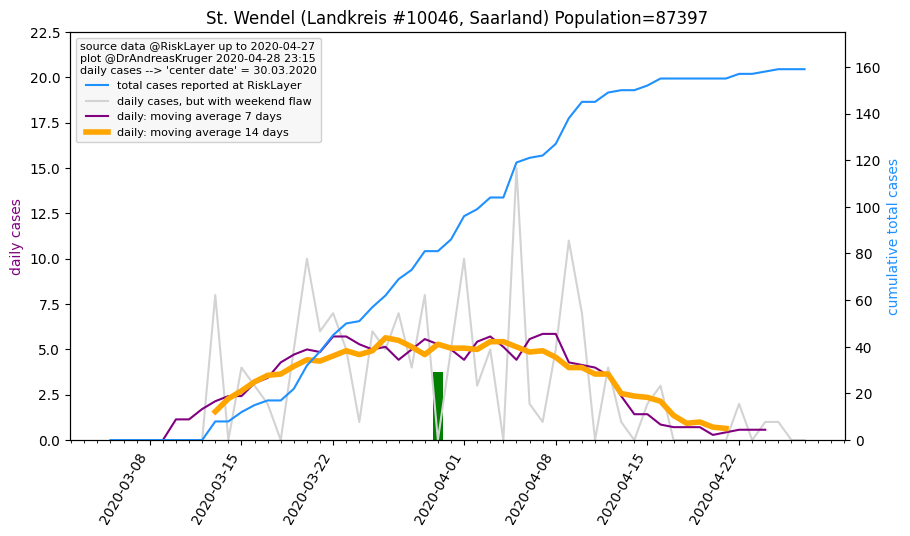 St. Wendel (Landkreis #10046, Saarland) Population=87397
source data @RiskLayer up to 2020-04-27
plot @DrAndreasKruger 2020-04-28 23:15
daily cases --> 'center date' = 30.03.2020
total cases reported at RiskLayer
daily cases, but with weekend flaw
daily: moving average 7 days
daily: moving average 14 days
daily cases
22.5
20.0
17.5
15.0
12.5
10.0
7.5
5.0
2.5
0.0
cumulative total cases
160
140
120
100
80
60
40
20
0
2020-03-08
2020-03-15
2020-03-22
2020-04-01
2020-04-08
2020-04-15
2020-04-22